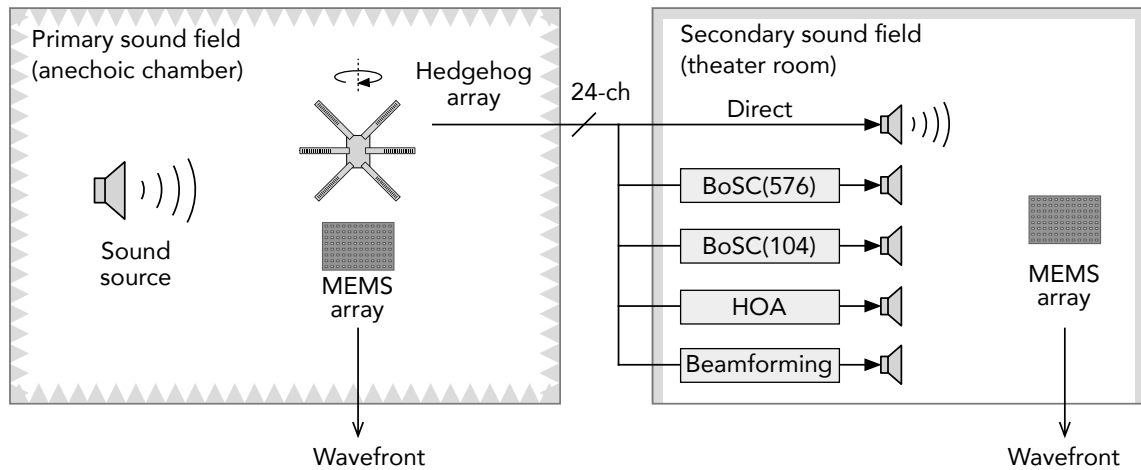 Primary sound field
(anechoic chamber)
Hedgehog
array
Sound
source
MEMS
array
Wavefront
24-ch
Secondary sound field
(theater room)
Direct
BoSC(576)
BoSC(104)
HOA
Beamforming
MEMS
array
Wavefront